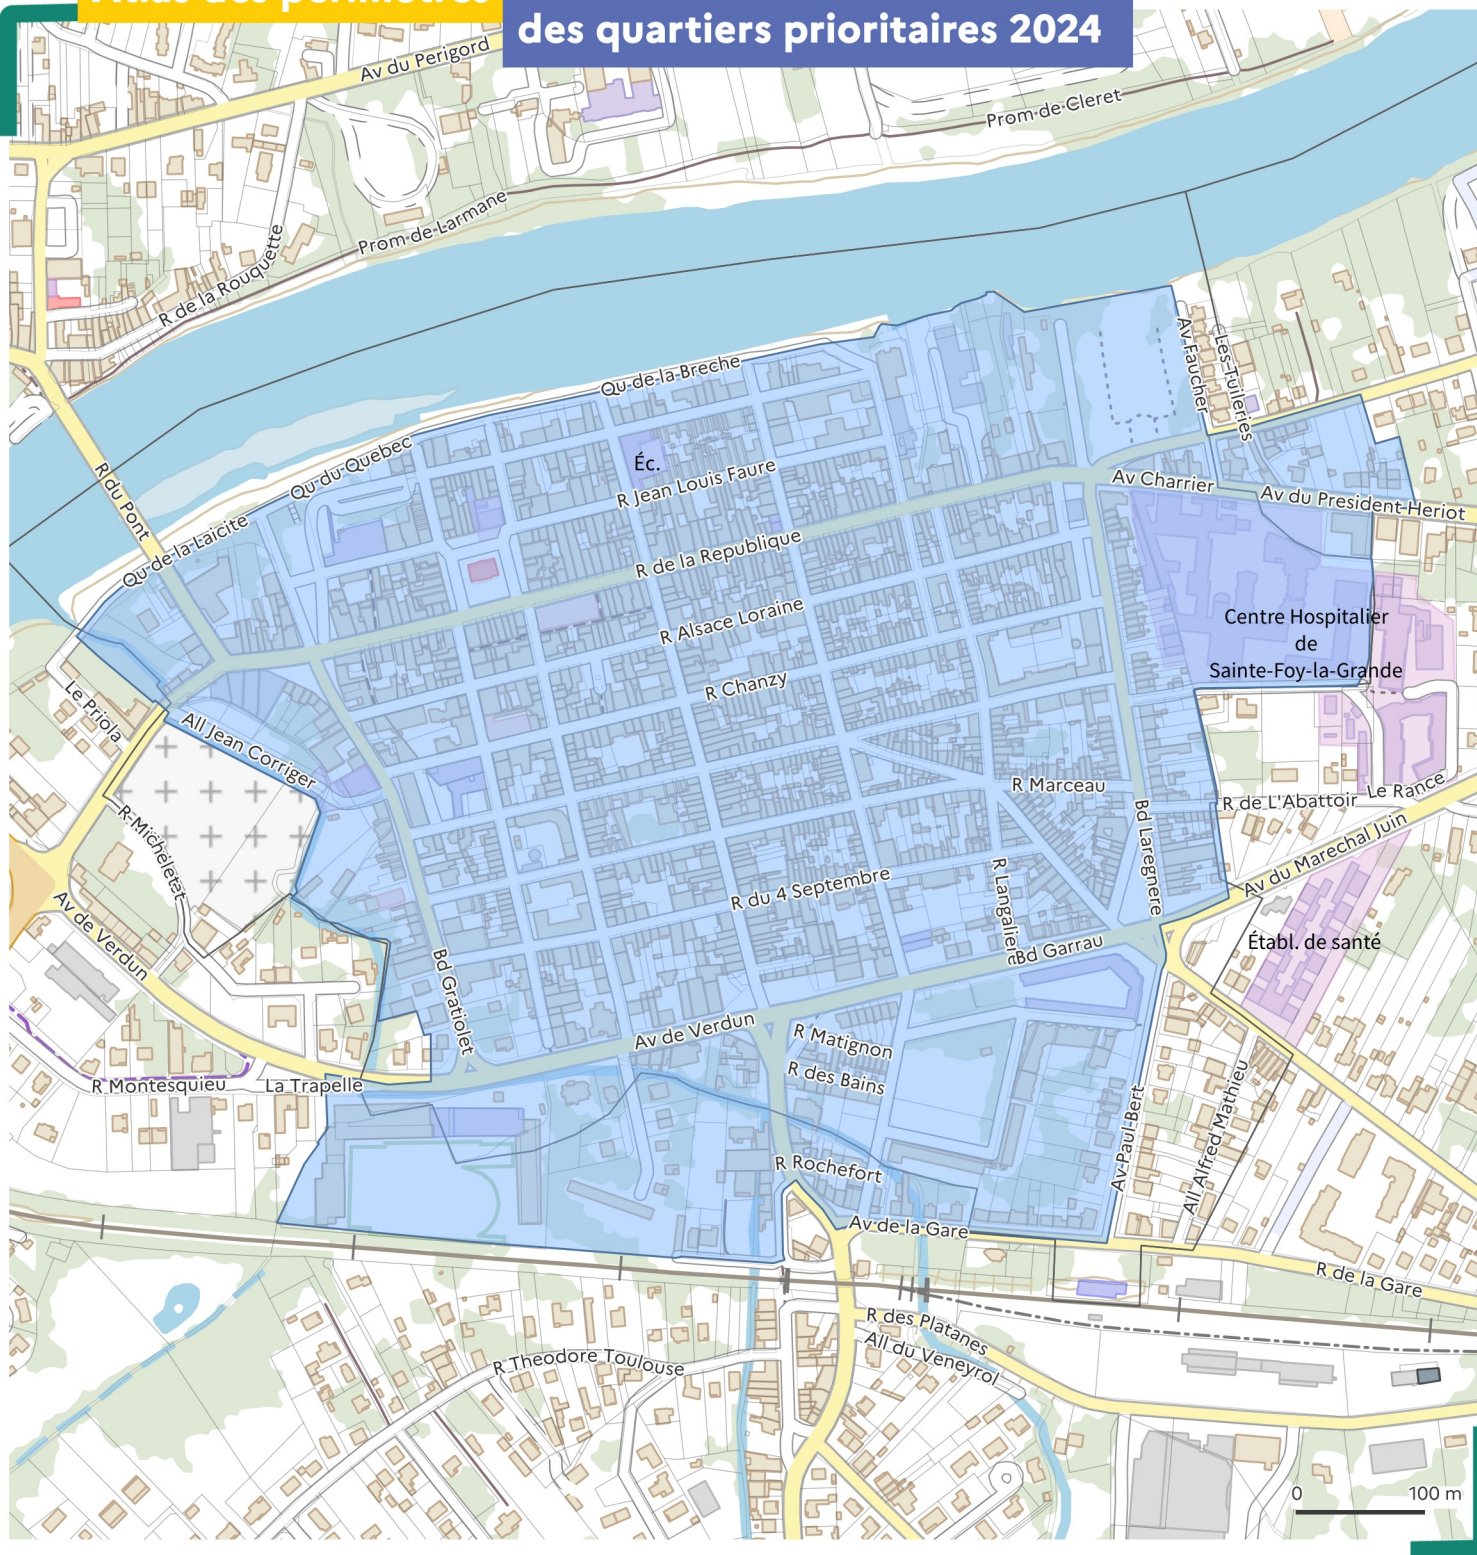 Atlas des périmètres
des quartiers prioritaires 2024
Av du Perigord
Prom de Cleret
Prom de Larmane
R de la Rouquette
Av Faucher
Les Tuileries
Qu de la Breche
Qu du Quebec
Éc.
R Jean Louis Faure
R du Pont
Av Charrier
Av du President Heriot
Qu de la Laicite
R de la Republique
R Alsace Loraine
Centre Hospitalier
de
Sainte-Foy-la-Grande
R Chanzy
Le Priola
All Jean Corriger
R Marceau
R de L'Abattoir
Le Rance
R Micheletat
Bd Laregnere
Av du Marechal Juin
R du 4 Septembre
R Langalier
Av de Verdun
Bd Garrau
Établ. de santé
Bd Gratiolet
Av de Verdun
R Matignon
R des Bains
R Montesquieu
La Trapelle
Av Paul Bert
All Alfred Mathieu
R Rochefort
Av de la Gare
R de la Gare
R des Platanes
All du Veneyrol
R Theodore Toulouse
0 100 m